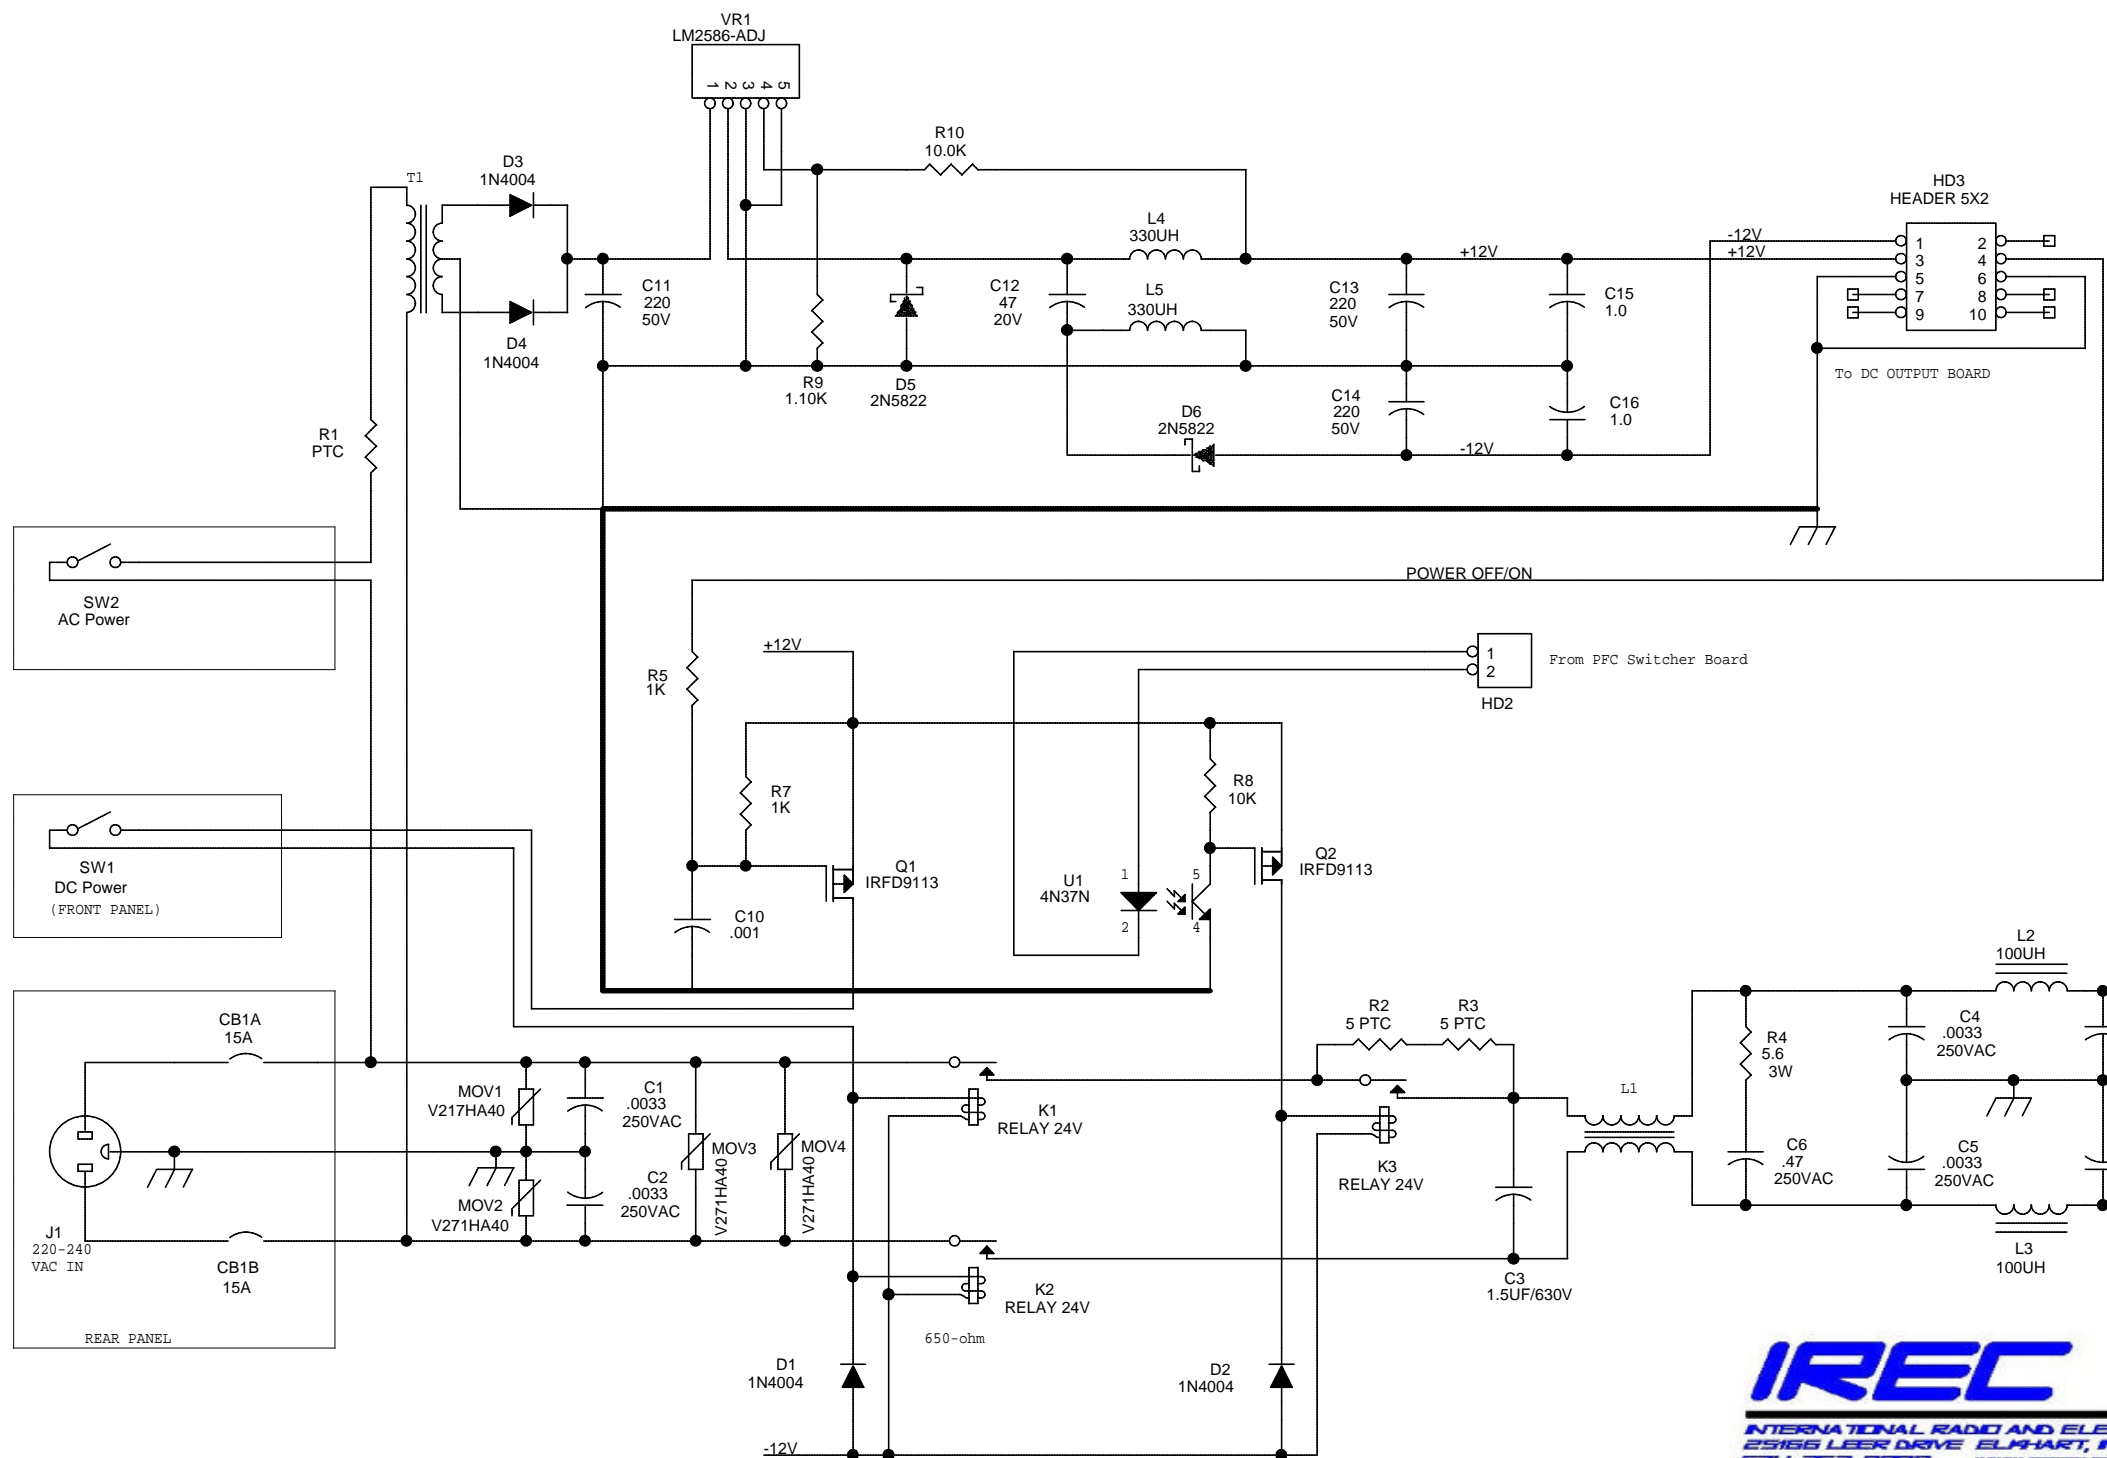 VR1
LM2586-ADJ
1 2 3 4 5
R10
10.0K
T1
D3
1N4004
D4
1N4004
C11
220
50V
R9
1.10K
D5
2N5822
C12
47
20V
L4
330UH
L5
330UH
C13
220
50V
+12V
C15
1.0
-12V
+12V
HD3
HEADER 5X2
1 2
3 4
5 6
7 8
9 10
To DC OUTPUT BOARD
R1
PTC
D6
2N5822
C14
220
50V
C16
1.0
-12V
SW2
AC Power
POWER OFF/ON
+12V
R5
1K
1
2
From PFC Switcher Board
HD2
R7
1K
R8
10K
SW1
DC Power
(FRONT PANEL)
Q1
IRFD9113
U1
4N37N
1
2
5
4
Q2
IRFD9113
C10
.001
L2
100UH
CB1A
15A
R2
5 PTC
R3
5 PTC
C4
.0033
250VAC
R4
5.6
3W
MOV1
V217HA40
C1
.0033
250VAC
K1
RELAY 24V
L1
MOV3
V271HA40
MOV4
V271HA40
K3
RELAY 24V
C6
.47
250VAC
C5
.0033
250VAC
MOV2
V271HA40
C2
.0033
250VAC
J1
220-240
VAC IN
CB1B
15A
L3
100UH
K2
RELAY 24V
C3
1.5UF/630V
REAR PANEL
650-ohm
D1
1N4004
D2
1N4004
-12V
IREC
INTERNATIONAL RADIO AND ELE
25166 LEER DRIVE ELKHART,